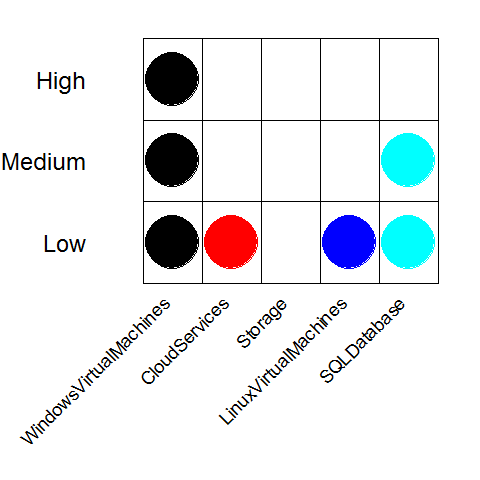 High
Medium
Low
WindowsVirtualMachines
CloudServices
Storage
LinuxVirtualMachines
SQLDatabase